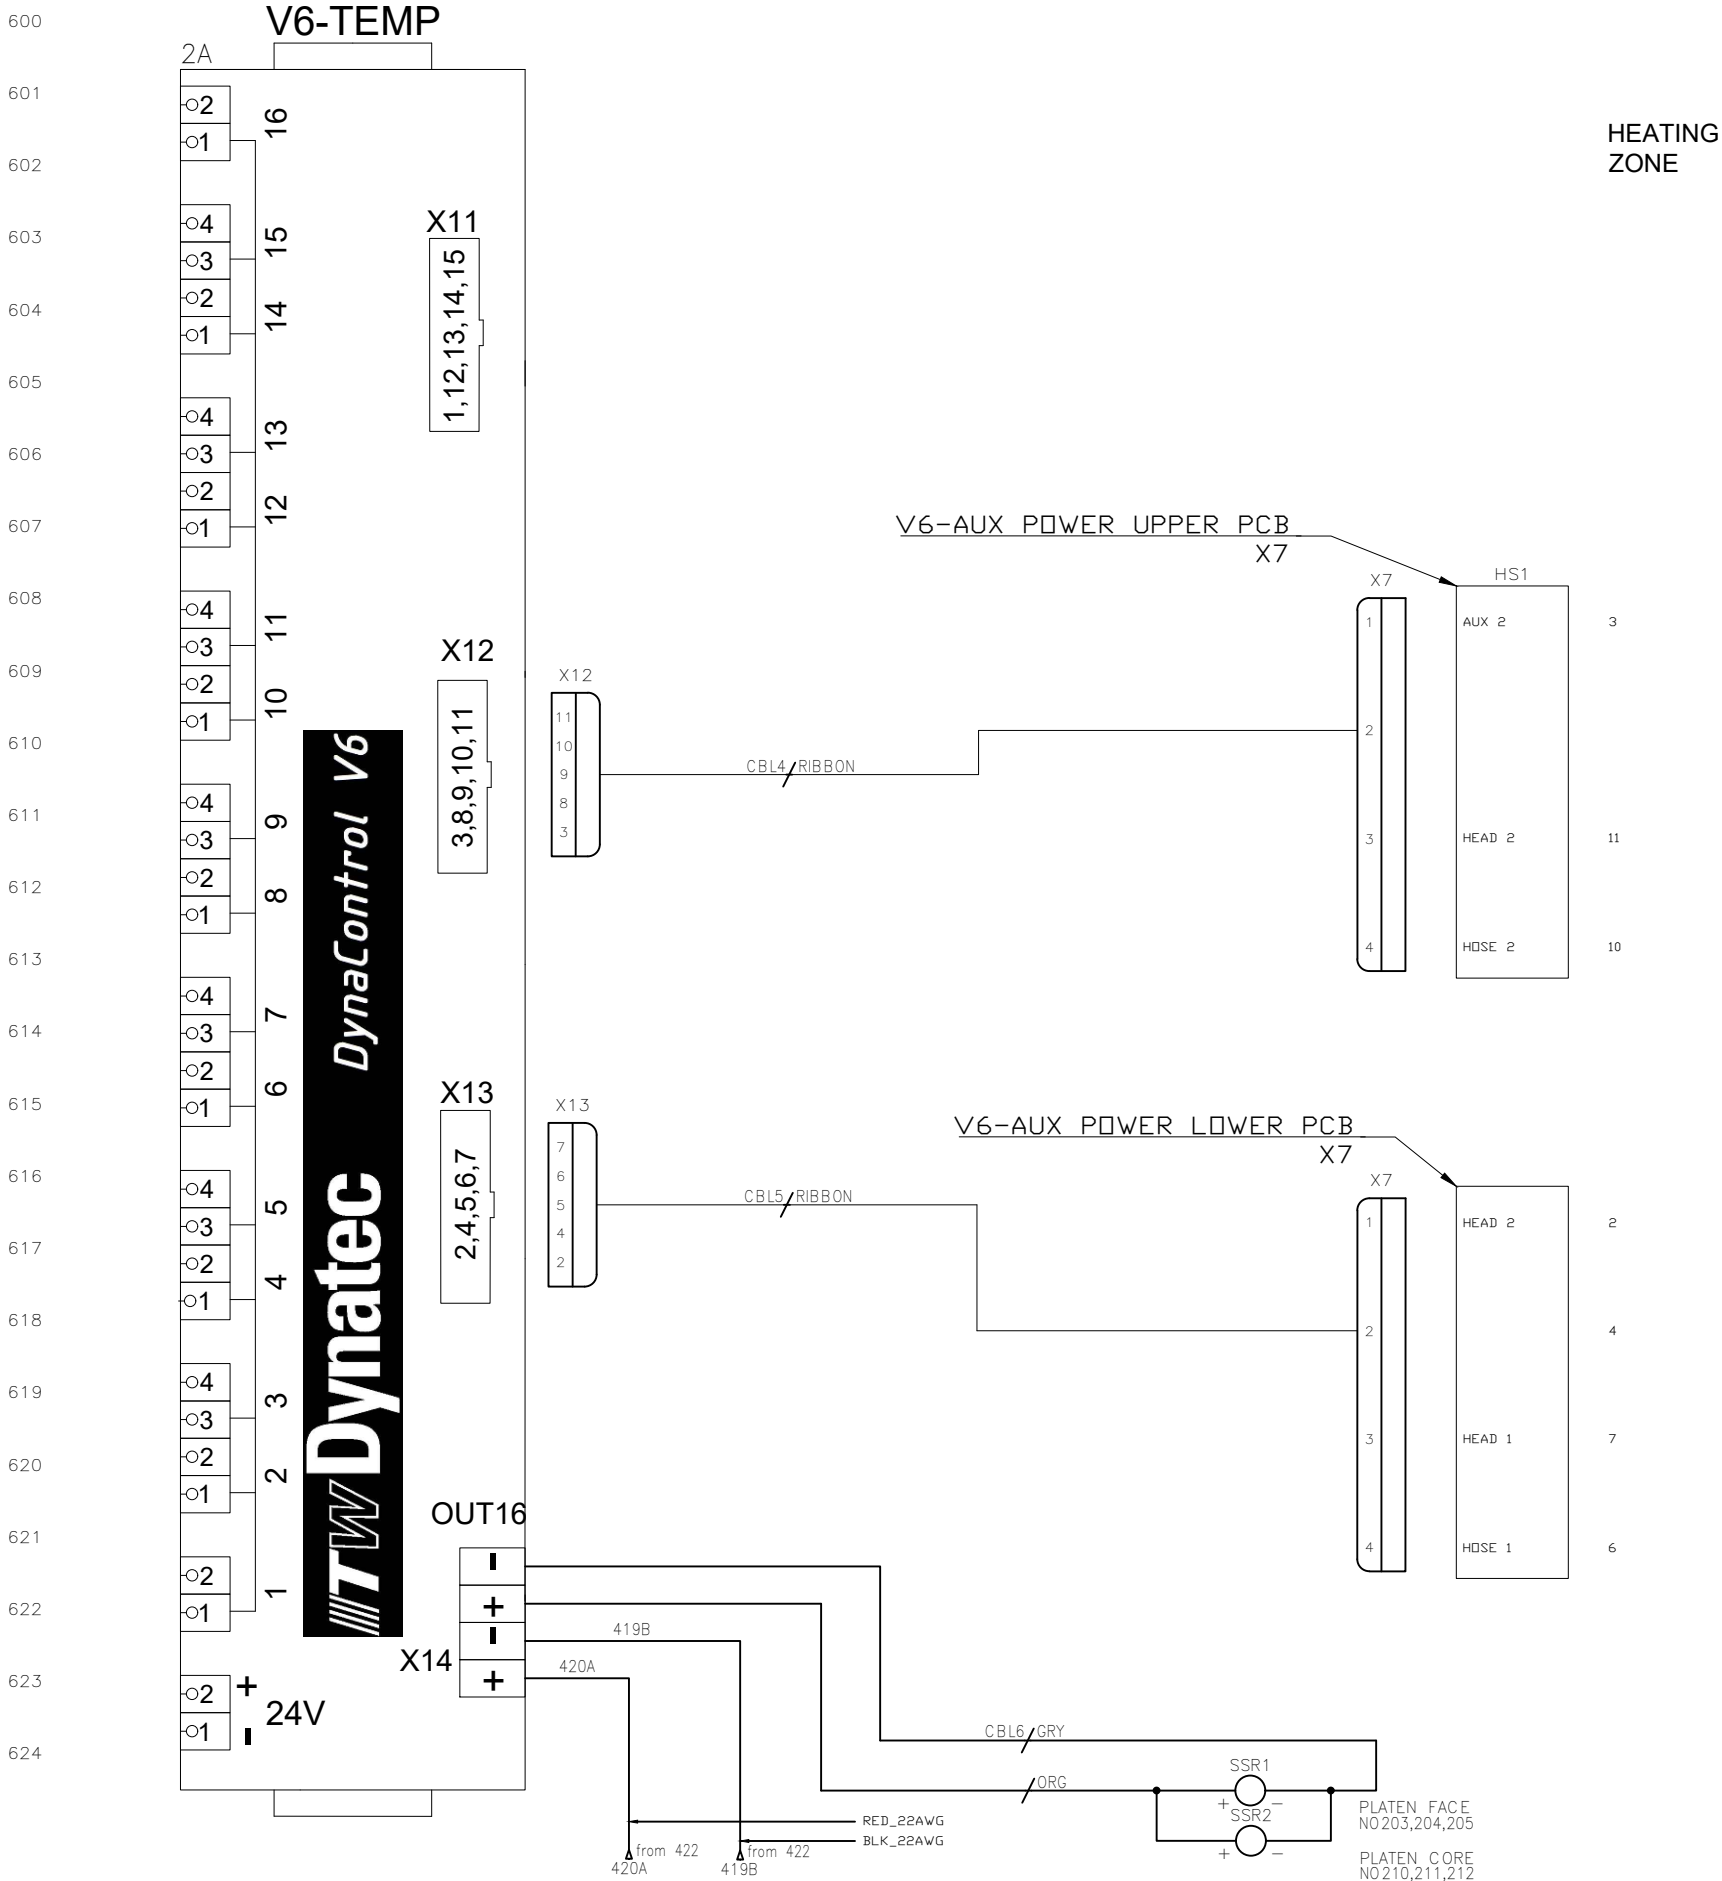 600
V6-TEMP
2A
601
2
16
1
HEATING
ZONE
602
4
15
X11
603
3
1,12,13,14,15
2
14
604
1
605
4
13
606
3
2
12
607
1
V6-AUX POWER UPPER PCB
X7
X7
HS1
608
4
11
1
AUX 2
3
3
X12
609
2
10
X12
1
11
3,8,9,10,11
10
2
610
9
CBL4
RIBBON
8
3
DynaControl V6
611
4
9
3
3
HEAD 2
11
612
2
8
1
613
4
HOSE 2
10
4
7
614
3
2
6
615
1
X13
X13
V6-AUX POWER LOWER PCB
X7
7
616
6
X7
4
5
2,4,5,6,7
5
CBL5
RIBBON
3
4
1
HEAD 2
2
617
2
4
2
1
618
2
4
619
4
3
3
3
HEAD 1
7
620
2
2
1
ITW Dynatec
OUT16
621
-
4
HOSE 1
6
2
1
622
1
+
-
419B
X14
+
420A
623
2
+
24V
1
-
624
CBL6
GRY
SSR1
ORG
+
-
SSR2
PLATEN FACE
NO203,204,205
RED_22AWG
BLK_22AWG
+
-
from 422
from 422
420A
419B
PLATEN CORE
NO210,211,212